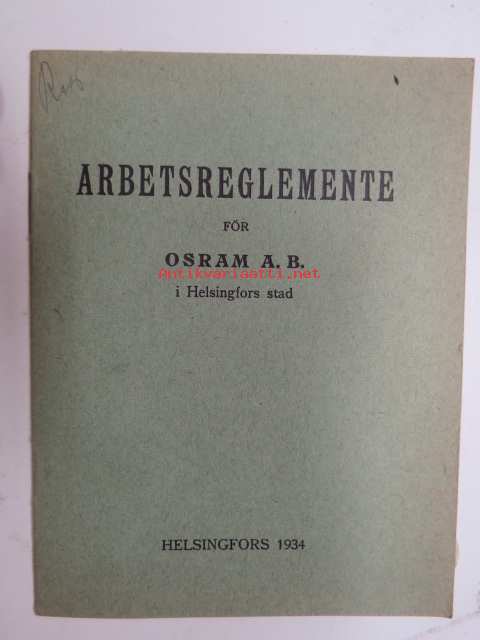 ARBETSREGLEMENTE
FÖR
OSRAM A. B.
Antikvariaatti.net
i Helsingfors stad
HELSINGFORS 1934